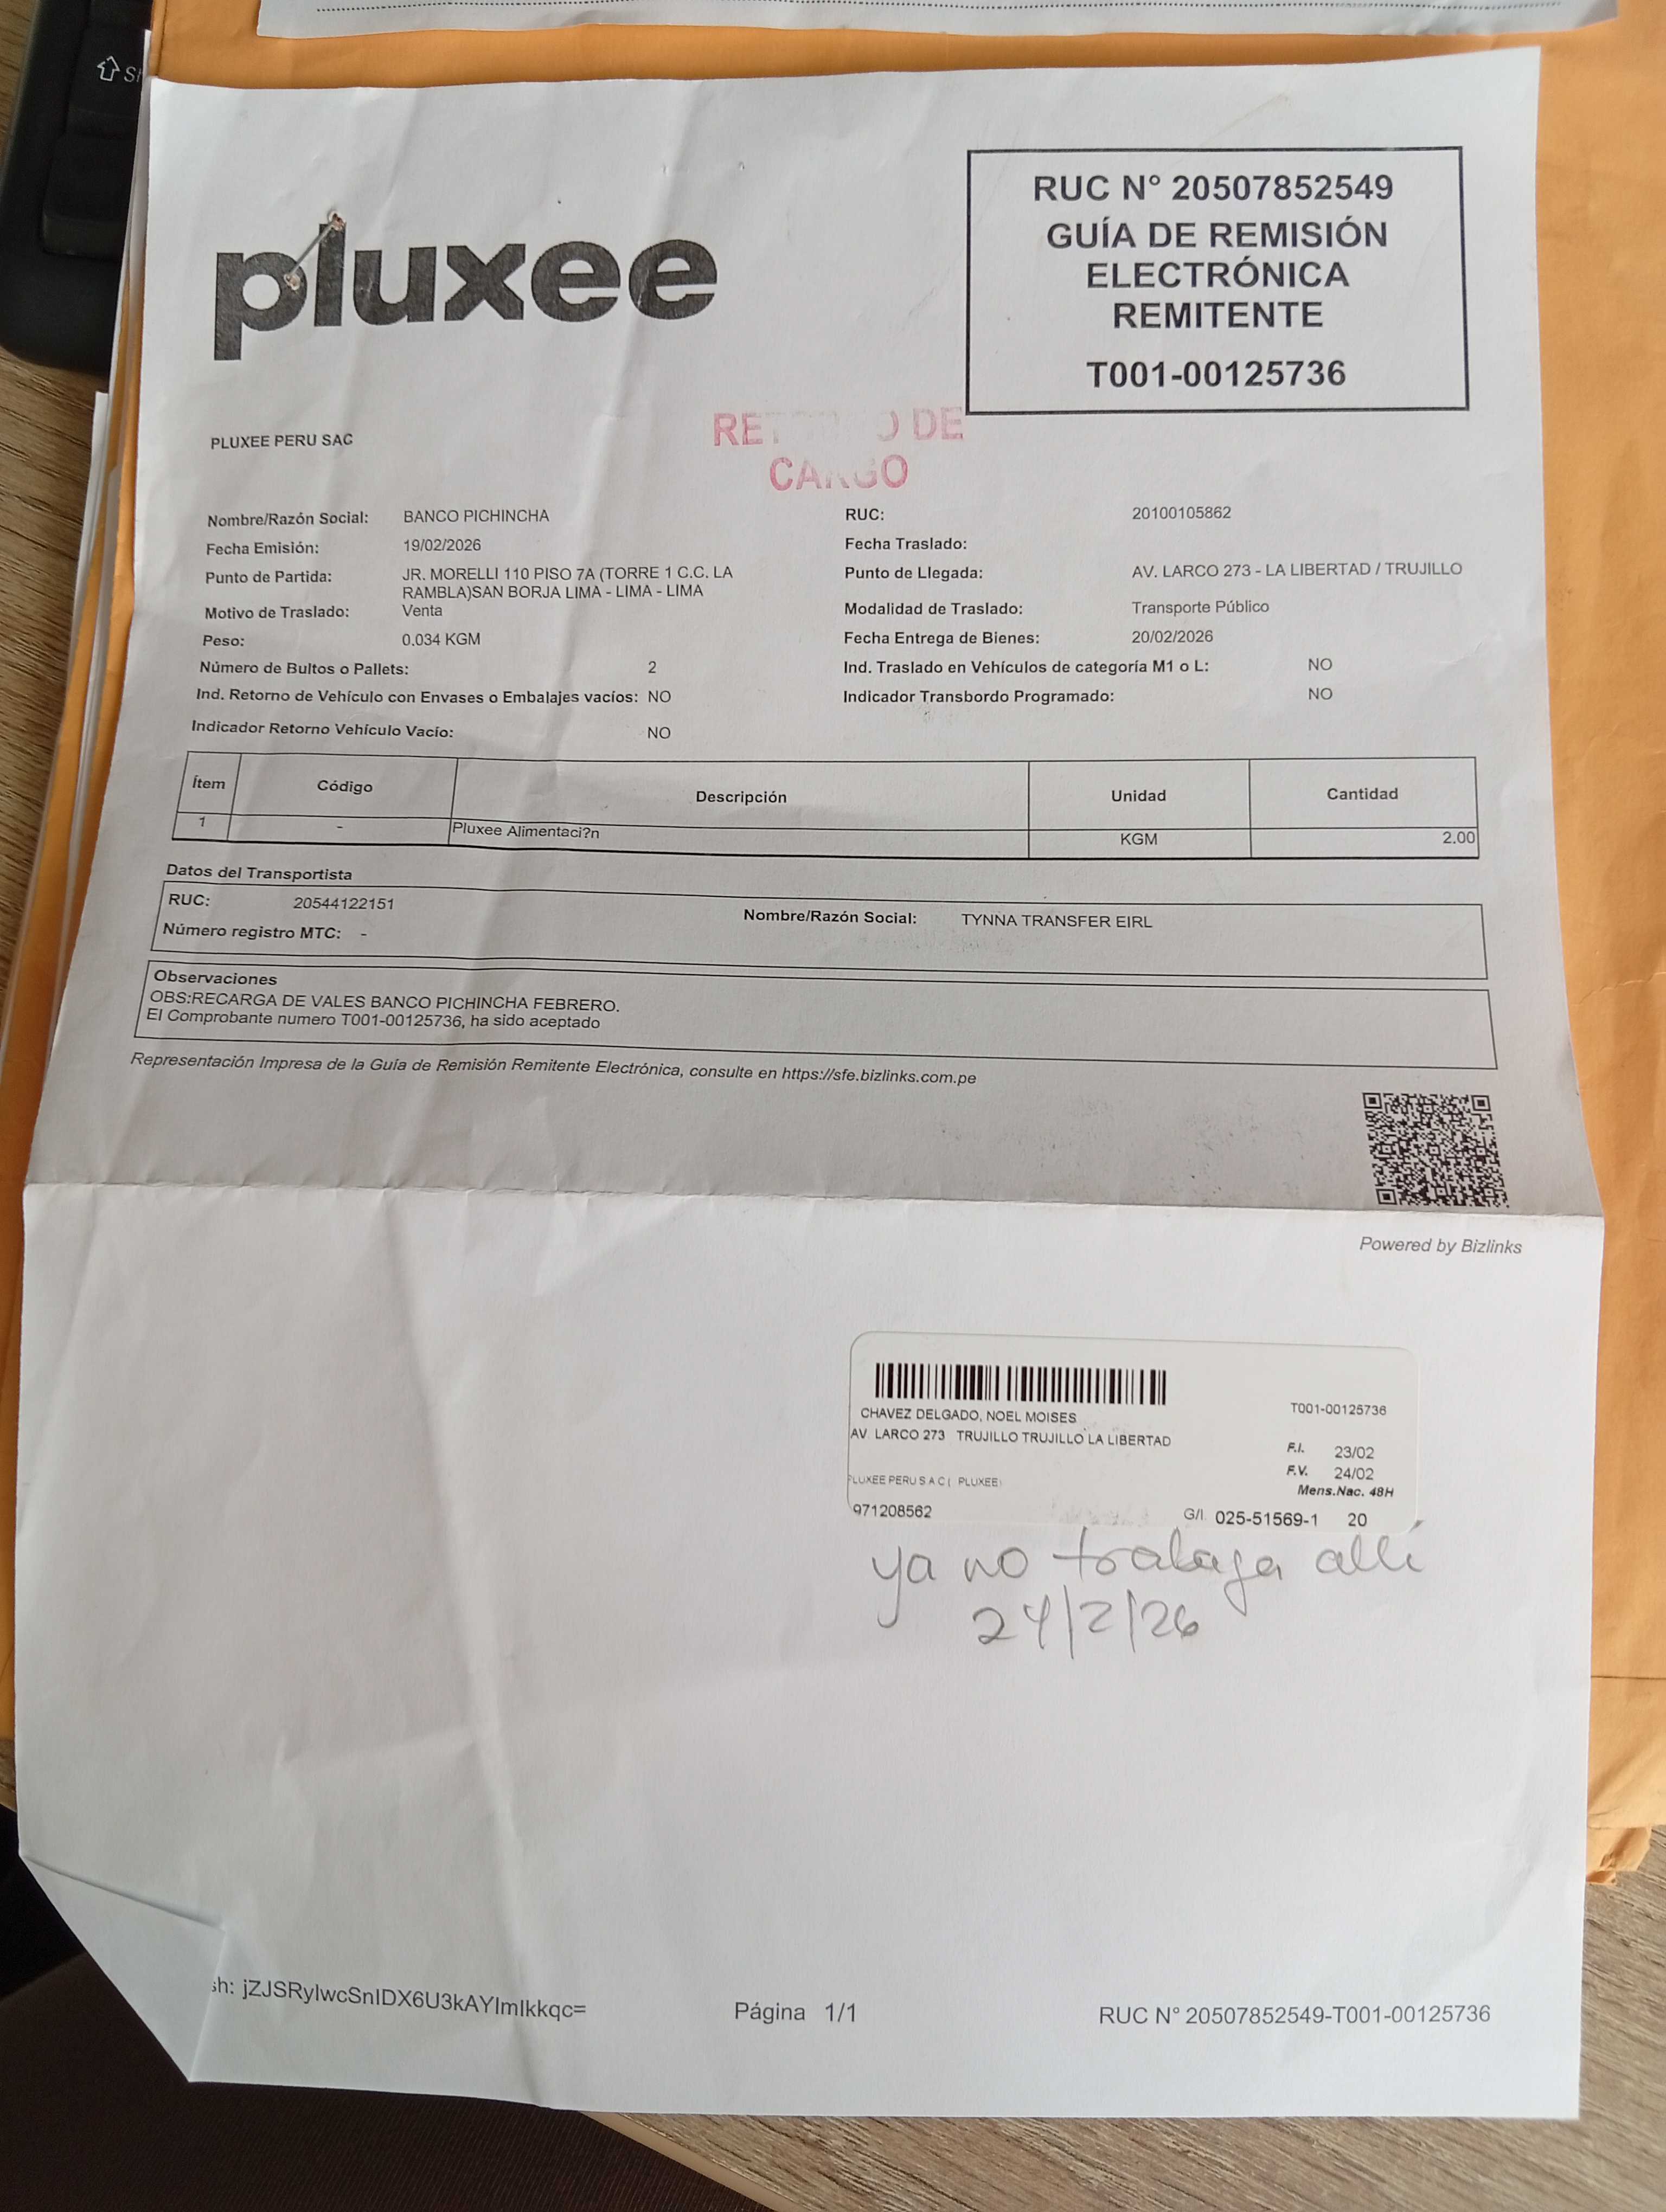 Sh
pluxee
RUC N° 20507852549
GUÍA DE REMISIÓN
ELECTRÓNICA
REMITENTE
T001-00125736
PLUXEE PERU SAC
DE
CARGO
Nombre/Razón Social: BANCO PICHINCHA RUC: 20100105862
Fecha Emisión: 19/02/2026 Fecha Traslado:
Punto de Partida: JR. MORELLI 110 PISO 7A (TORRE 1 C.C. LA RAMBLA)SAN BORJA LIMA - LIMA - LIMA Punto de Llegada: AV. LARCO 273 - LA LIBERTAD / TRUJILLO
Motivo de Traslado: Venta Modalidad de Traslado: Transporte Público
Peso: 0.034 KGM Fecha Entrega de Bienes: 20/02/2026
Número de Bultos o Pallets: 2 Ind. Traslado en Vehículos de categoría M1 o L: NO
Ind. Retorno de Vehículo con Envases o Embalajes vacíos: NO Indicador Transbordo Programado: NO
Indicador Retorno Vehículo Vacío: NO
Ítem Código Descripción Unidad Cantidad
1 - Pluxee Alimentaci?n KGM 2.00
Datos del Transportista
RUC: 20544122151 Nombre/Razón Social: TYNNA TRANSFER EIRL
Número registro MTC: -
Observaciones
OBS:RECARGA DE VALES BANCO PICHINCHA FEBRERO.
El Comprobante numero T001-00125736, ha sido aceptado
Representación Impresa de la Guía de Remisión Remitente Electrónica, consulte en https://sfe.bizlinks.com.pe
Powered by Bizlinks
CHAVEZ DELGADO, NOEL MOISES T001-00125736
AV LARCO 273 TRUJILLO TRUJILLO LA LIBERTAD
F.I. 23/02
F.V. 24/02
PLUXEE PERU S A C ( PLUXEE)
Mens.Nac. 48H
971208562 G/I. 025-51569-1 20
ya no trabaja allí
24/2/26
sh: jZJSRylwcSnIDX6U3kAYImIkkqc= Página 1/1 RUC N° 20507852549-T001-00125736